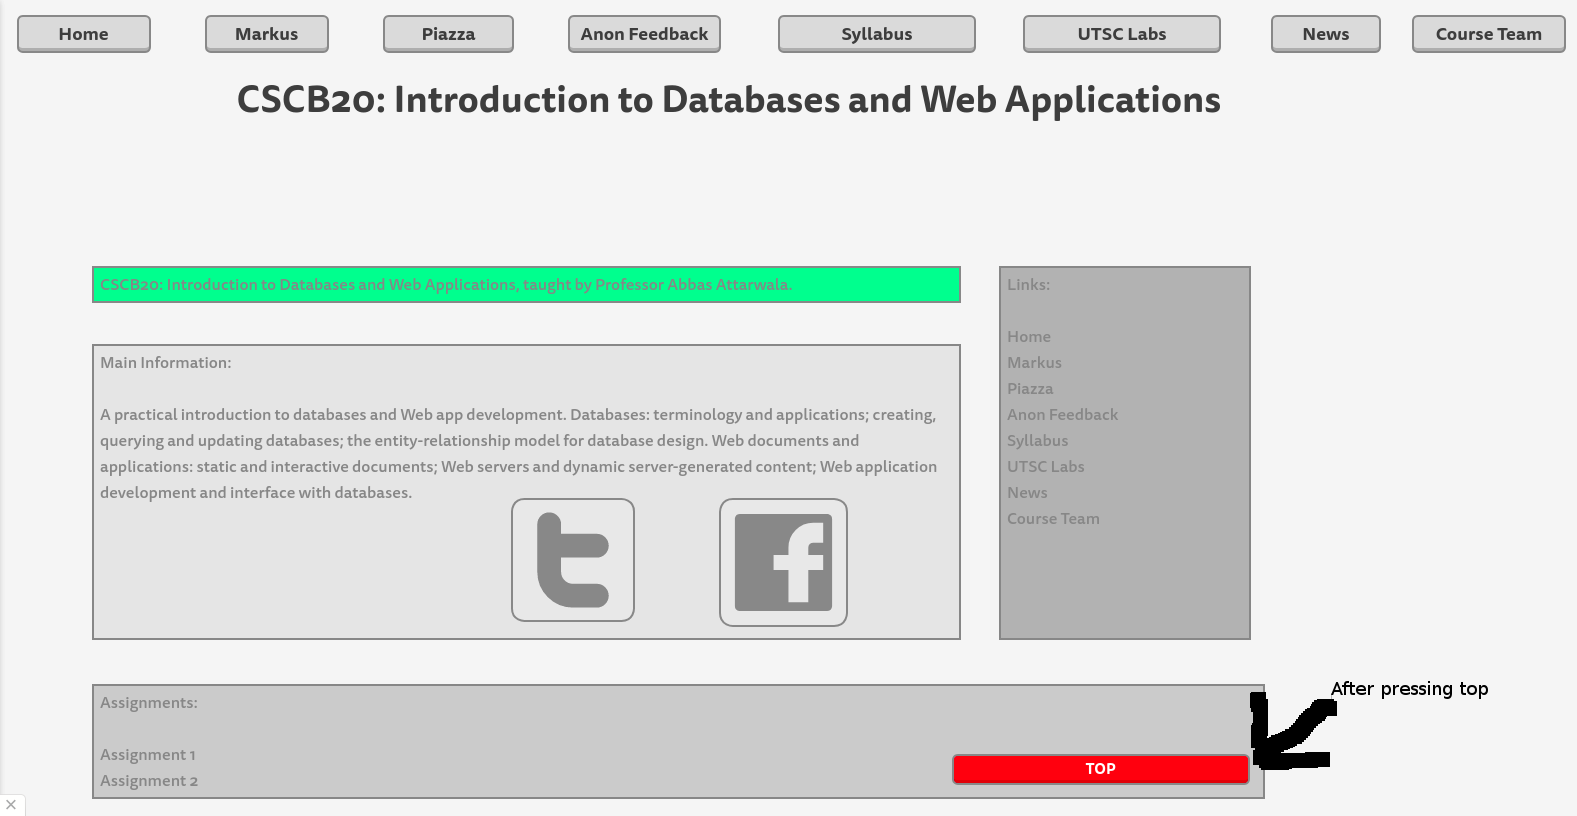 Home Markus Piazza Anon Feedback Syllabus UTSC Labs News Course Team
CSCB20: Introduction to Databases and Web Applications
CSCB20: Introduction to Databases and Web Applications, taught by Professor Abbas Attarwala.
Main Information:
A practical introduction to databases and Web app development. Databases: terminology and applications; creating,
querying and updating databases; the entity-relationship model for database design. Web documents and
applications: static and interactive documents; Web servers and dynamic server-generated content; Web application
development and interface with databases.
Links:
Home
Markus
Piazza
Anon Feedback
Syllabus
UTSC Labs
News
Course Team
Assignments:
Assignment 1
Assignment 2
TOP
After pressing top